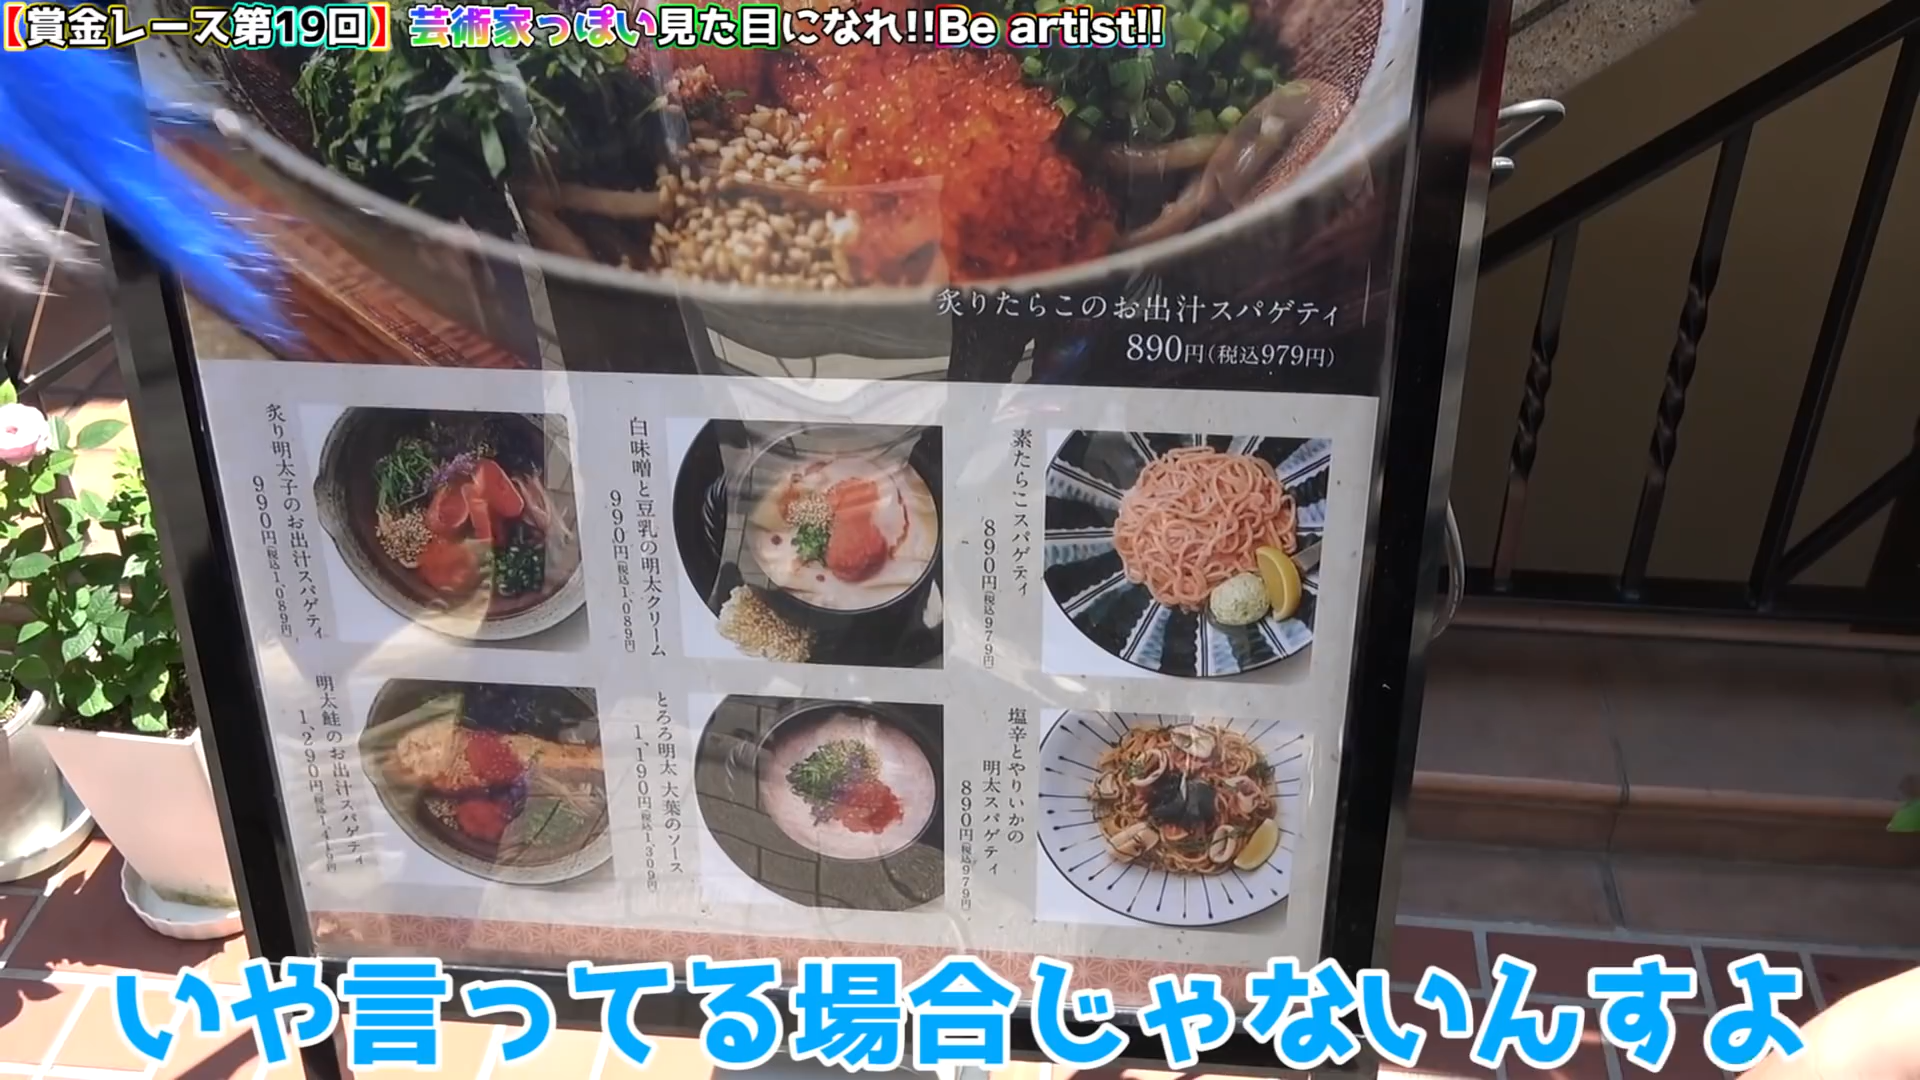 【賞金レース第19回】芸術家っぽい見た目になれ!!Be artist!!
炙りたらこのお出汁スパゲティ
890円(税込979円)
素たらこスパゲティ
890円(税込979円)
白味噌と豆乳の明太クリーム
990円(税込1,089円)
炙り明太子のお出汁スパゲティ
990円(税込1,089円)
塩辛とやりいかの
明太スパゲティ
890円(税込979円)
とろろ明太 大葉のソース
1,190円(税込1,309円)
明太鮭のお出汁スパゲティ
1,290円(税込1,419円)
いや言ってる場合じゃないんすよ